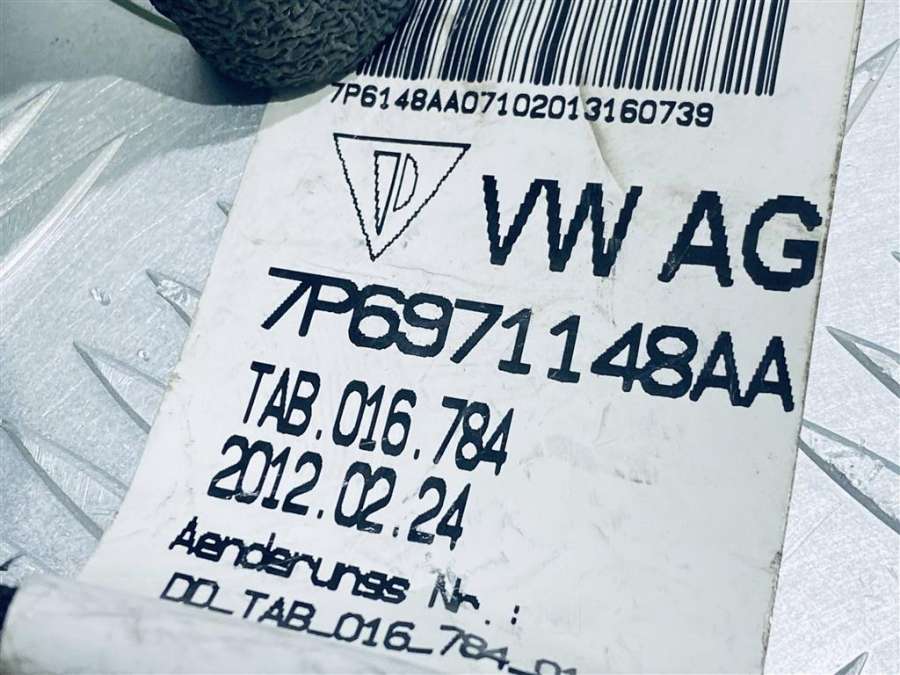 7P6148AA07102013160739
VW AG
7P6971148AA
TAB.016.784
2012.02.24
Aenderungs Nr.:
DD_TAB_016_784_01